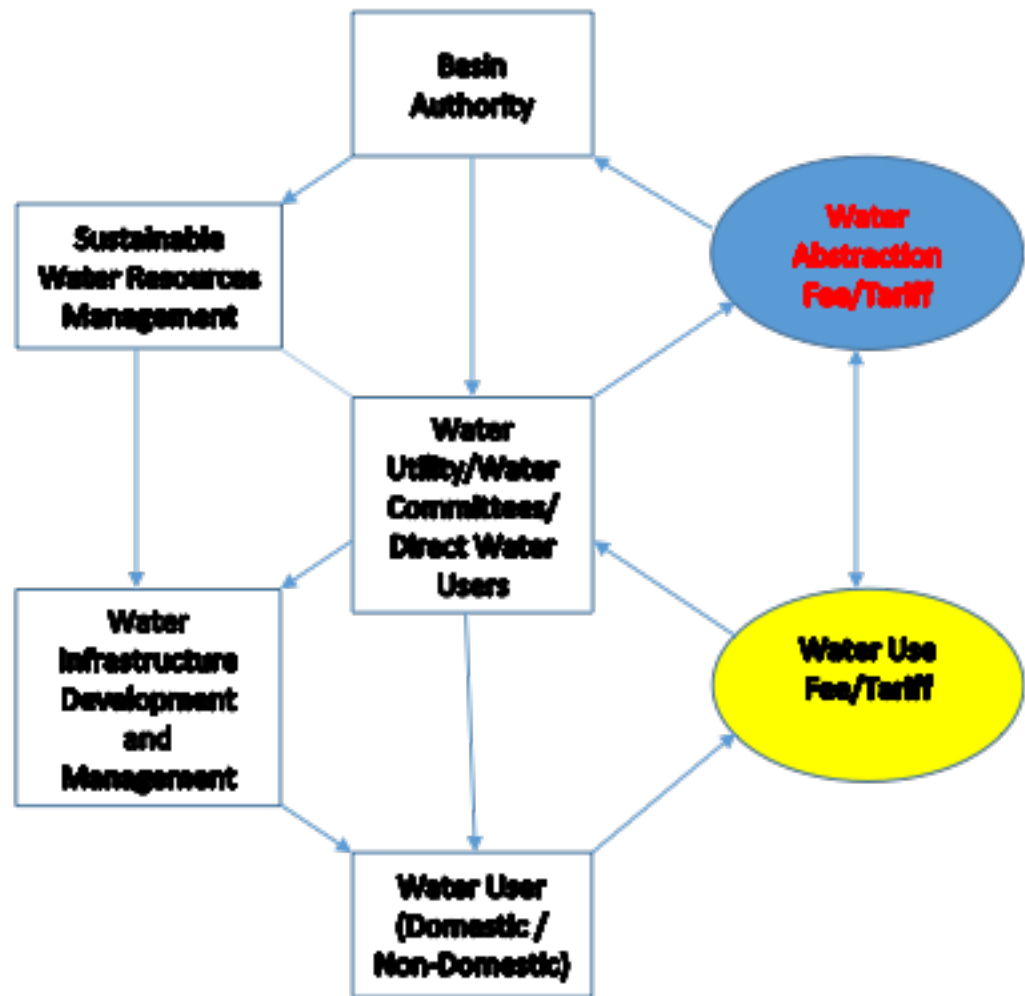 Basin
Authority
Water
Abstraction
Fee/Tariff
Sustainable
Water Resources
Management
Water
Utility/Water
Committees/
Direct Water
Users
Water
Infrastructure
Development
and
Management
Water Use
Fee/Tariff
Water User
(Domestic /
Non-Domestic)